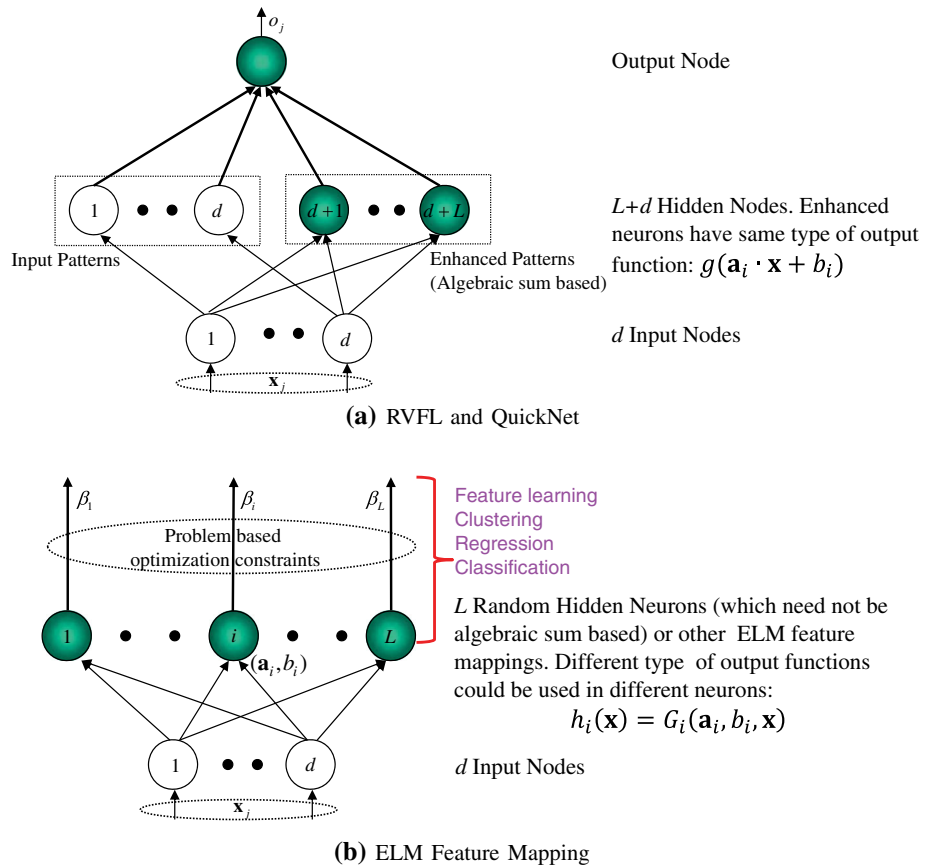 o_j
Output Node
1 d d+1 d+L
L+d Hidden Nodes. Enhanced
neurons have same type of output
function: g(a_i · x + b_i)
Input Patterns
Enhanced Patterns
(Algebraic sum based)
1 d
d Input Nodes
x_j
(a) RVFL and QuickNet
β_1 β_i β_L
Feature learning
Clustering
Regression
Classification
Problem based
optimization constraints
L Random Hidden Neurons (which need not be
algebraic sum based) or other ELM feature
mappings. Different type of output functions
could be used in different neurons:
h_i(x) = G_i(a_i, b_i, x)
1 i L
(a_i, b_i)
1 d
d Input Nodes
x_j
(b) ELM Feature Mapping